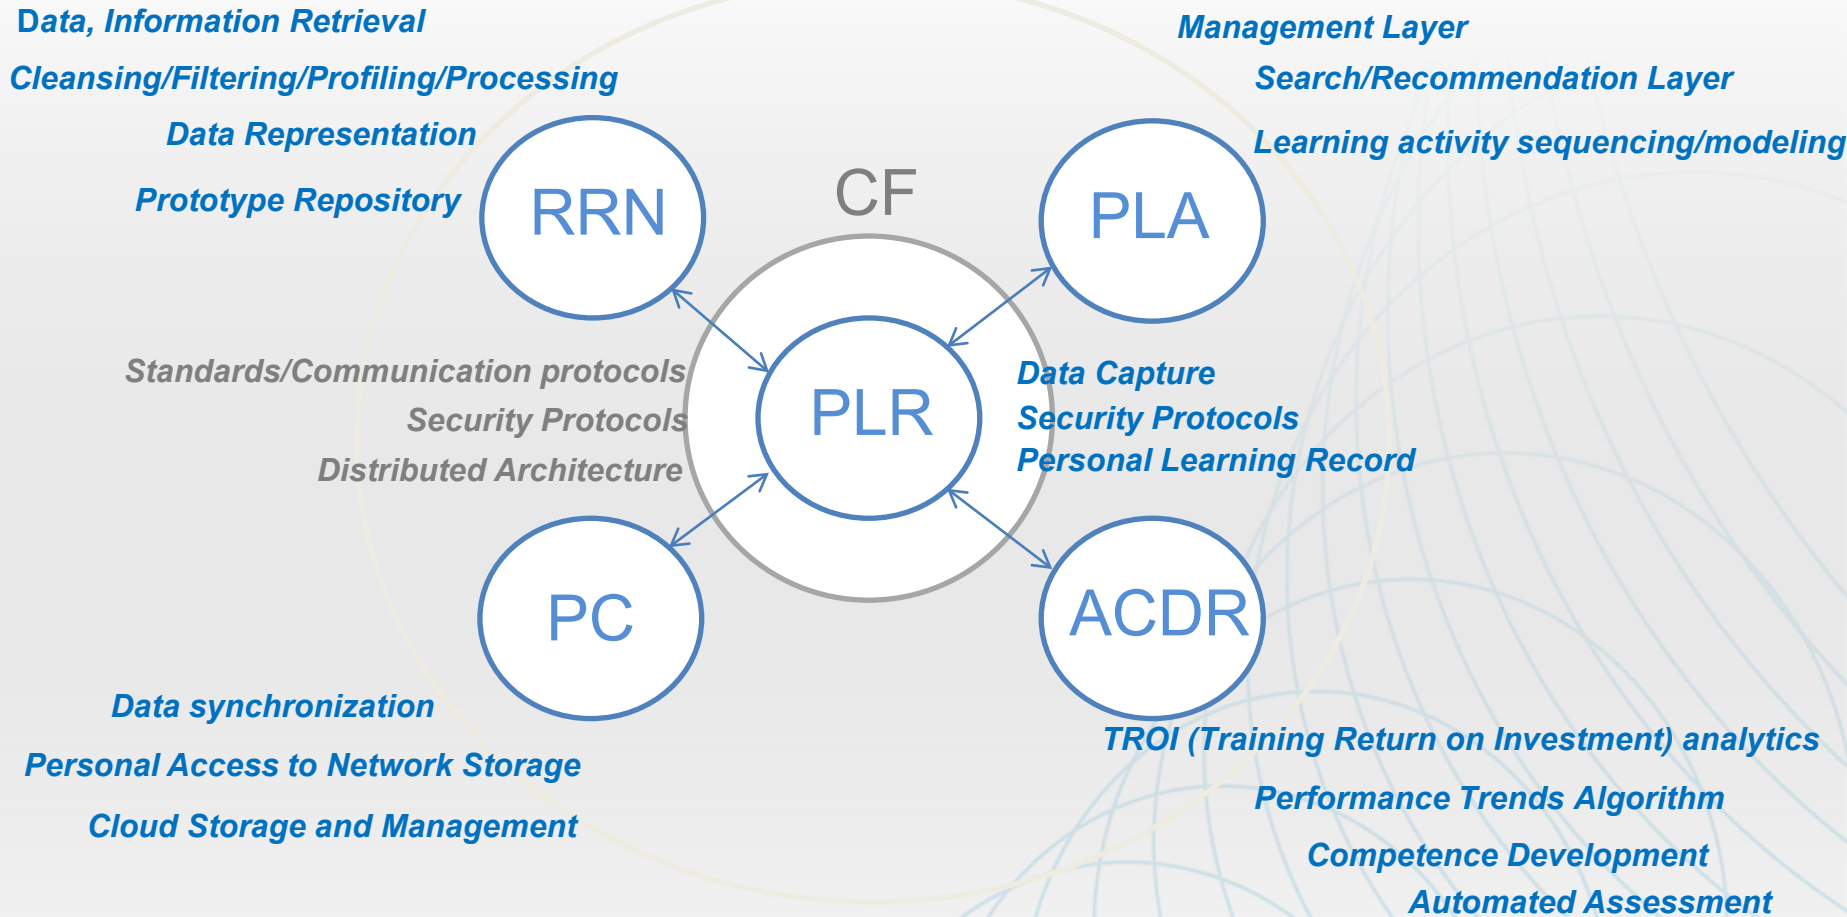 Data, Information Retrieval
Cleansing/Filtering/Profiling/Processing
Data Representation
Prototype Repository
RRN
CF
Management Layer
Search/Recommendation Layer
Learning activity sequencing/modeling
PLA
Standards/Communication protocols
Security Protocols
Distributed Architecture
PLR
Data Capture
Security Protocols
Personal Learning Record
PC
Data synchronization
Personal Access to Network Storage
Cloud Storage and Management
ACDR
TROI (Training Return on Investment) analytics
Performance Trends Algorithm
Competence Development
Automated Assessment